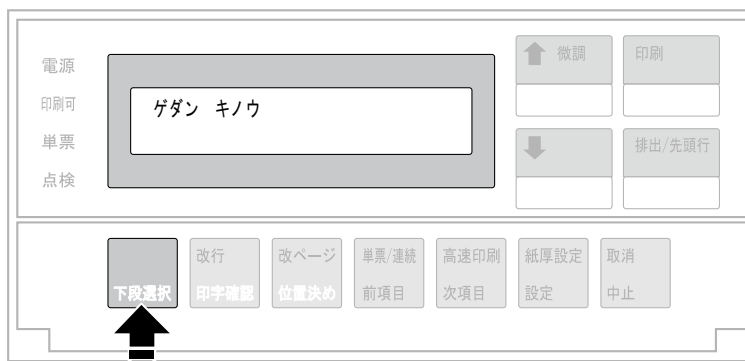 電源
印刷可
単票
点検
ゲダン キノウ
微調
印刷
排出/先頭行
下段選択
改行
印字確認
改ページ
位置決め
単票/連続
前項目
高速印刷
次項目
紙厚設定
設定
取消
中止